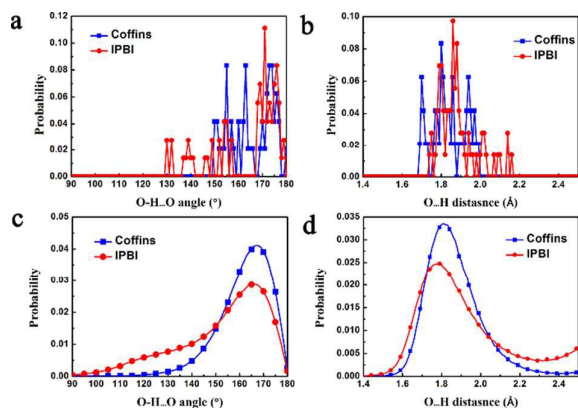 a
0.12
0.10
0.08
0.06
0.04
0.02
0.00
Probability
Coffins
IPBI
90 100 110 120 130 140 150 160 170 180
O-H...O angle (°)
b
0.10
0.08
0.06
0.04
0.02
0.00
Probability
Coffins
IPBI
1.4 1.6 1.8 2.0 2.2 2.4
O...H distasnce (Å)
c
0.05
0.04
0.03
0.02
0.01
0.00
Probability
Coffins
IPBI
90 100 110 120 130 140 150 160 170 180
O-H...O angle (°)
d
0.035
0.030
0.025
0.020
0.015
0.010
0.005
0.000
Probability
Coffins
IPBI
1.4 1.6 1.8 2.0 2.2 2.4
O...H distance (Å)